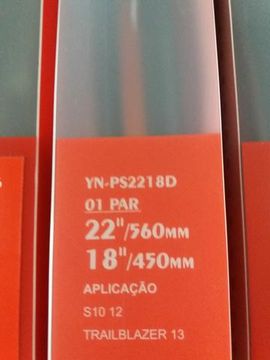 YN-PS2218D
01 PAR
22"/560MM
18"/450MM
APLICAÇÃO
S10 12
TRAILBLAZER 13